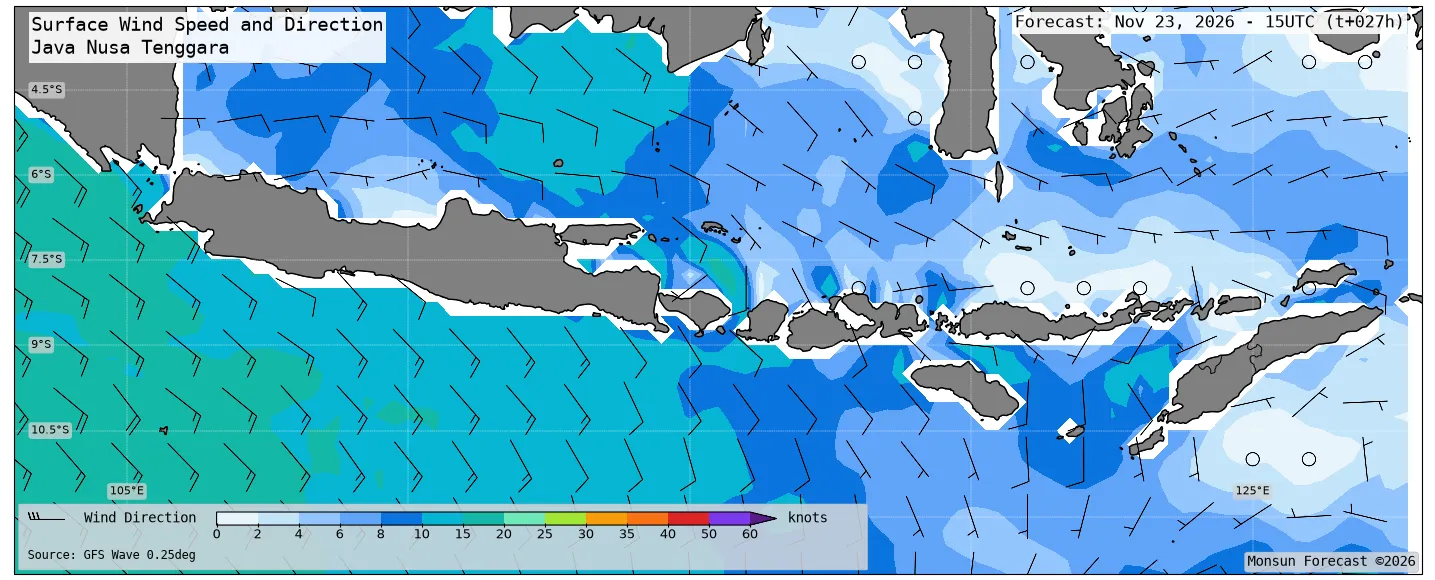 Surface Wind Speed and Direction
Java Nusa Tenggara
Forecast: Nov 23, 2026 - 15UTC (t+027h)
4.5°S
6°S
7.5°S
9°S
10.5°S
105°E
125°E
Wind Direction
knots
0 2 4 6 8 10 15 20 25 30 35 40 50 60
Source: GFS Wave 0.25deg
Monsun Forecast ©2026